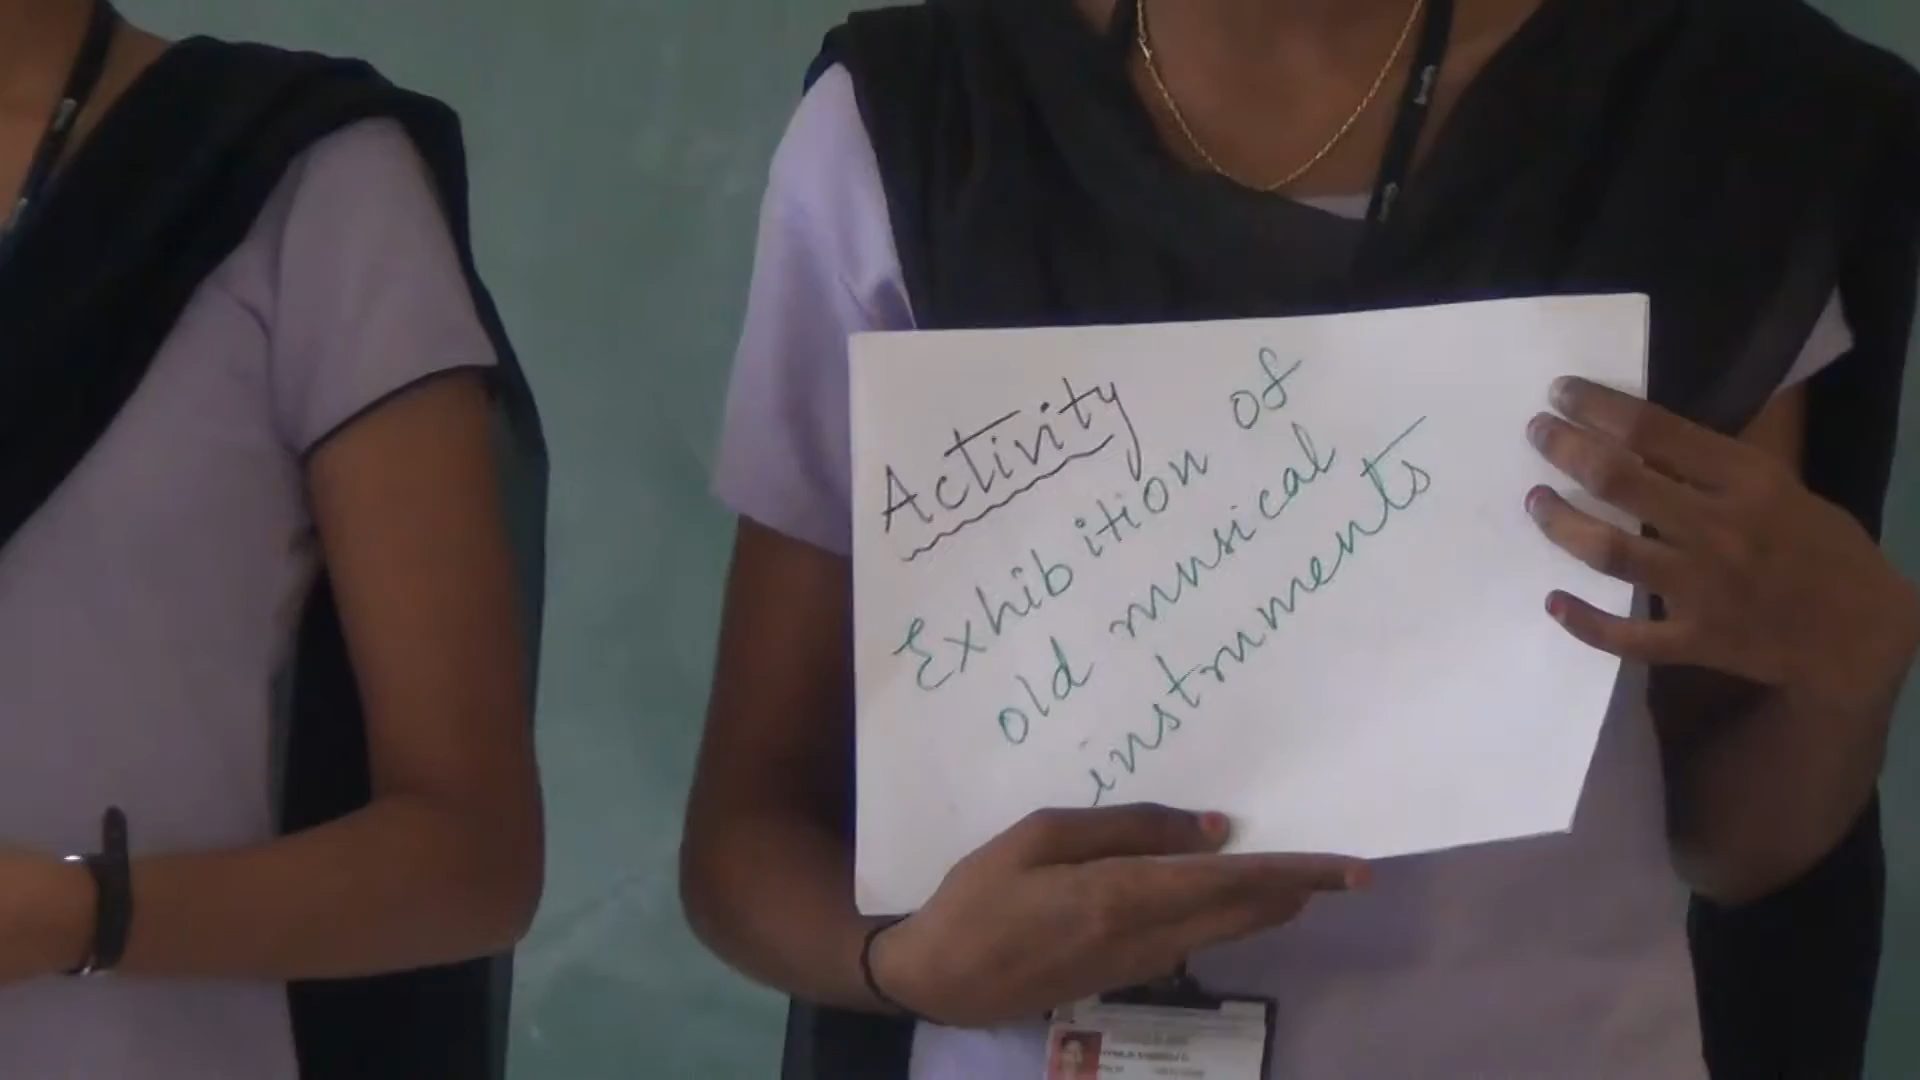 Activity
Exhibition of
old musical
instruments